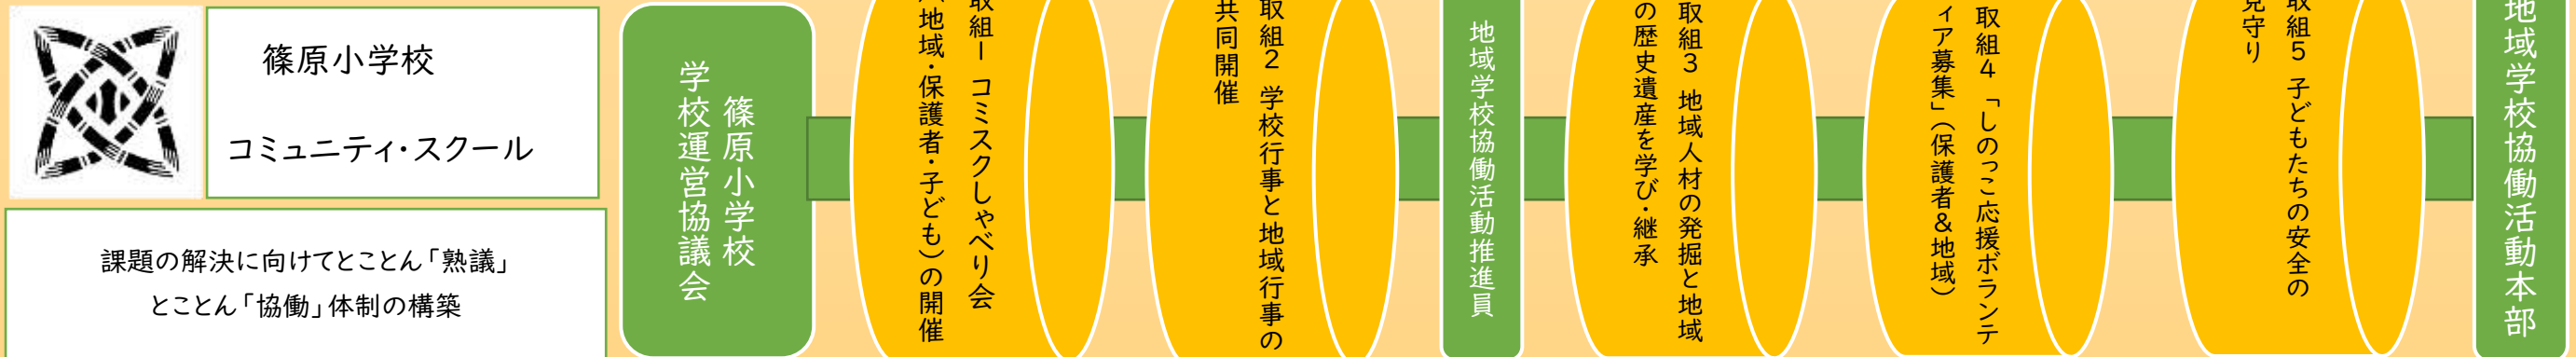 篠原小学校
コミュニティ・スクール
課題の解決に向けてとことん「熟議」
とことん「協働」体制の構築
篠原小学校
学校運営協議会
取組1 コミスクしゃべり会
（地域・保護者・子ども）の開催
取組2 学校行事と地域行事の
共同開催
地域学校協働活動推進員
取組3 地域人材の発掘と地域
の歴史遺産を学び・継承
取組4 「しのっこ応援ボランテ
ィア募集」（保護者&地域）
取組5 子どもたちの安全の
見守り
地域学校協働活動本部